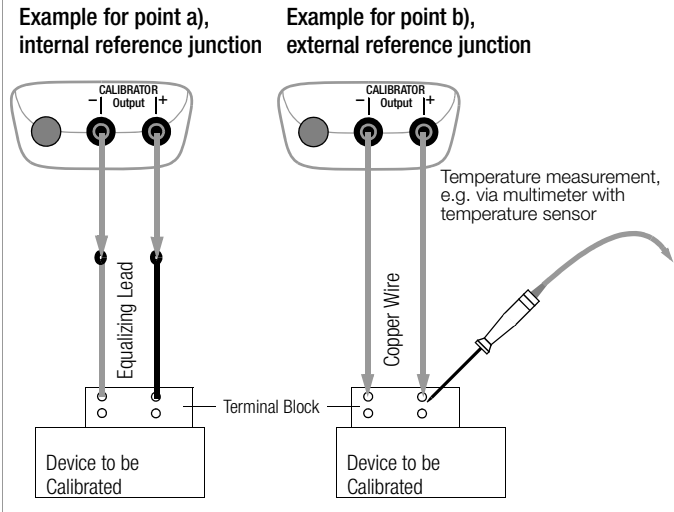 Example for point a),
internal reference junction
Example for point b),
external reference junction
CALIBRATOR
– Output +
CALIBRATOR
– Output +
Temperature measurement,
e.g. via multimeter with
temperature sensor
Equalizing Lead
Copper Wire
Terminal Block
Device to be
Calibrated
Device to be
Calibrated